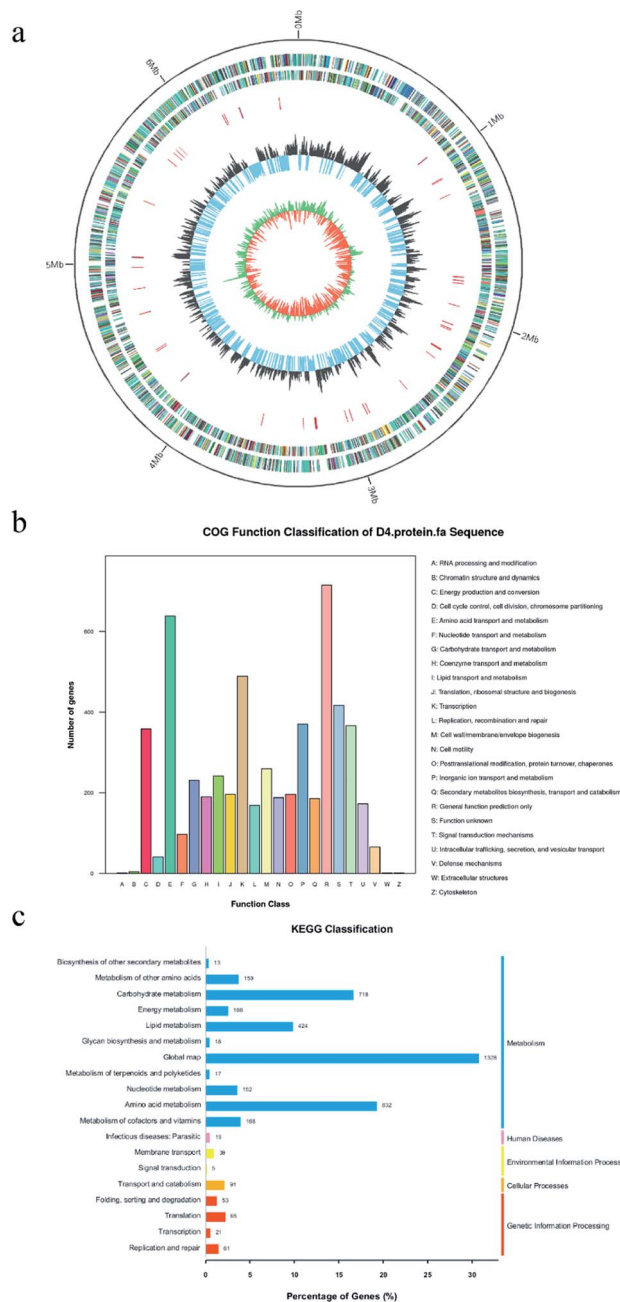 a
0Mb
1Mb
2Mb
3Mb
4Mb
5Mb
6Mb
b
COG Function Classification of D4.protein.fa Sequence
Number of genes
600
400
200
0
A B C D E F G H I J K L M N O P Q R S T U V W Z
Function Class
A: RNA processing and modification
B: Chromatin structure and dynamics
C: Energy production and conversion
D: Cell cycle control, cell division, chromosome partitioning
E: Amino acid transport and metabolism
F: Nucleotide transport and metabolism
G: Carbohydrate transport and metabolism
H: Coenzyme transport and metabolism
I: Lipid transport and metabolism
J: Translation, ribosomal structure and biogenesis
K: Transcription
L: Replication, recombination and repair
M: Cell wall/membrane/envelope biogenesis
N: Cell motility
O: Posttranslational modification, protein turnover, chaperones
P: Inorganic ion transport and metabolism
Q: Secondary metabolites biosynthesis, transport and catabolism
R: General function prediction only
S: Function unknown
T: Signal transduction mechanisms
U: Intracellular trafficking, secretion, and vesicular transport
V: Defense mechanisms
W: Extracellular structures
Z: Cytoskeleton
c
KEGG Classification
Biosynthesis of other secondary metabolites
Metabolism of other amino acids 159
Carbohydrate metabolism 718
Energy metabolism
Lipid metabolism 424
Glycan biosynthesis and metabolism
Global map
Metabolism of terpenoids and polyketides 17
Nucleotide metabolism 152
Amino acid metabolism 832
Metabolism of cofactors and vitamins
Infectious diseases: Parasitic
Membrane transport
Signal transduction 5
Transport and catabolism 91
Folding, sorting and degradation 53
Translation
Transcription 21
Replication and repair 61
Metabolism
Human Diseases
Environmental Information Process
Cellular Processes
Genetic Information Processing
0 5 10 15 20 25 30
Percentage of Genes (%)